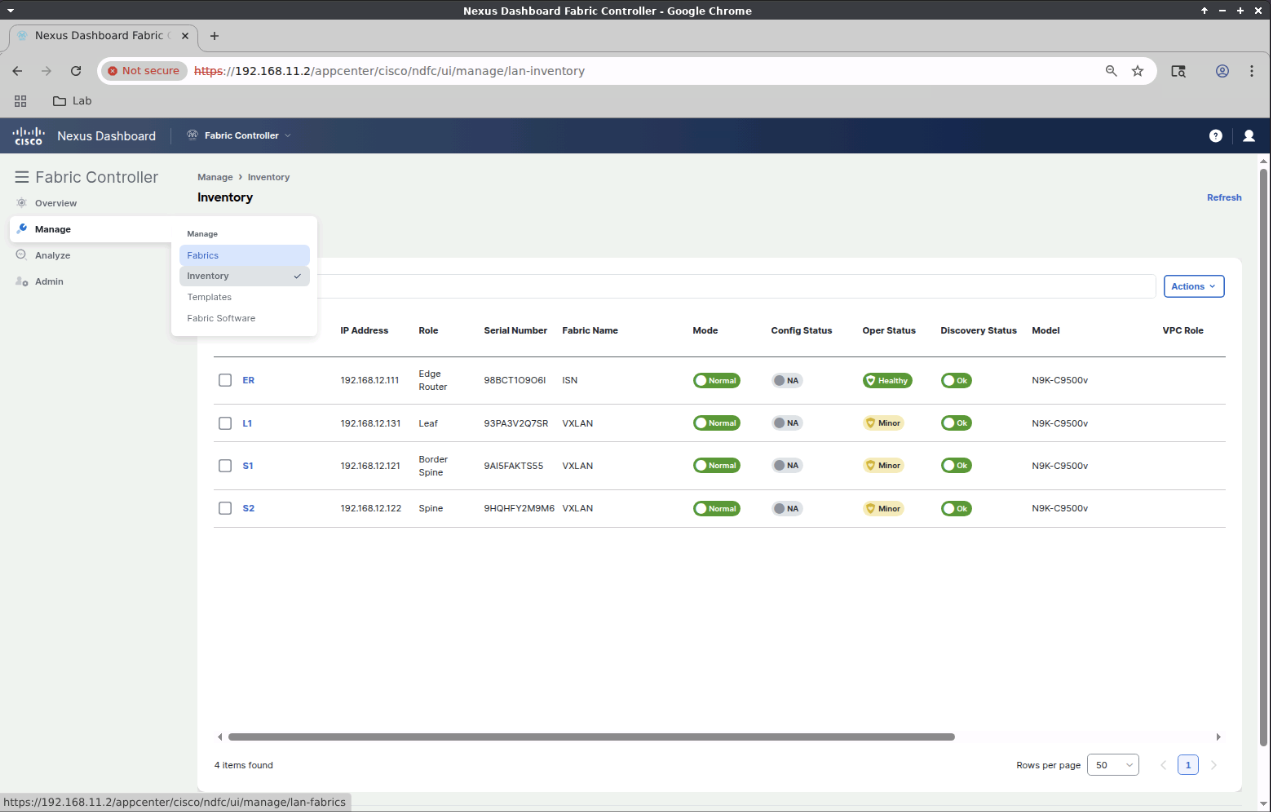 Nexus Dashboard Fabric Controller - Google Chrome
Nexus Dashboard Fabric
Not secure https://192.168.11.2/appcenter/cisco/ndfc/ui/manage/lan-inventory
Lab
cisco Nexus Dashboard Fabric Controller ?
Fabric Controller
Overview
Manage
Analyze
Admin
Manage > Inventory
Inventory
Refresh
Manage
Fabrics
Inventory
Templates
Fabric Software
Actions
IP Address Role Serial Number Fabric Name Mode Config Status Oper Status Discovery Status Model VPC Role
ER 192.168.12.111 Edge Router 98BCT1O9O6I ISN Normal NA Healthy Ok N9K-C9500v
L1 192.168.12.131 Leaf 93PA3V2Q7SR VXLAN Normal NA Minor Ok N9K-C9500v
S1 192.168.12.121 Border Spine 9AI5FAKTS55 VXLAN Normal NA Minor Ok N9K-C9500v
S2 192.168.12.122 Spine 9HQHFY2M9M6 VXLAN Normal NA Minor Ok N9K-C9500v
4 items found
Rows per page 50 1
https://192.168.11.2/appcenter/cisco/ndfc/ui/manage/lan-fabrics